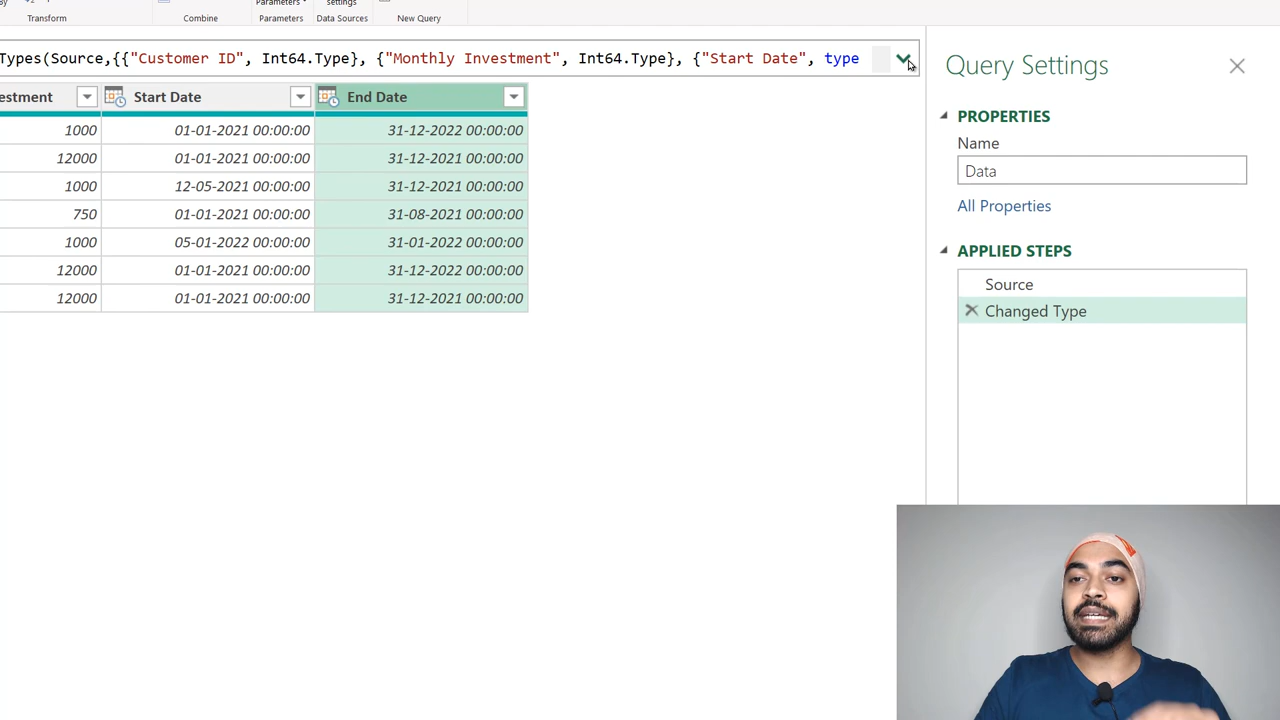 Parameters
settings
Transform
Combine
Parameters
Data Sources
New Query
Types(Source,{{"Customer ID", Int64.Type}, {"Monthly Investment", Int64.Type}, {"Start Date", type
estment
Start Date
End Date
1000
01-01-2021 00:00:00
31-12-2022 00:00:00
12000
01-01-2021 00:00:00
31-12-2021 00:00:00
1000
12-05-2021 00:00:00
31-12-2021 00:00:00
750
01-01-2021 00:00:00
31-08-2021 00:00:00
1000
05-01-2022 00:00:00
31-01-2022 00:00:00
12000
01-01-2021 00:00:00
31-12-2022 00:00:00
12000
01-01-2021 00:00:00
31-12-2021 00:00:00
Query Settings
PROPERTIES
Name
Data
All Properties
APPLIED STEPS
Source
Changed Type